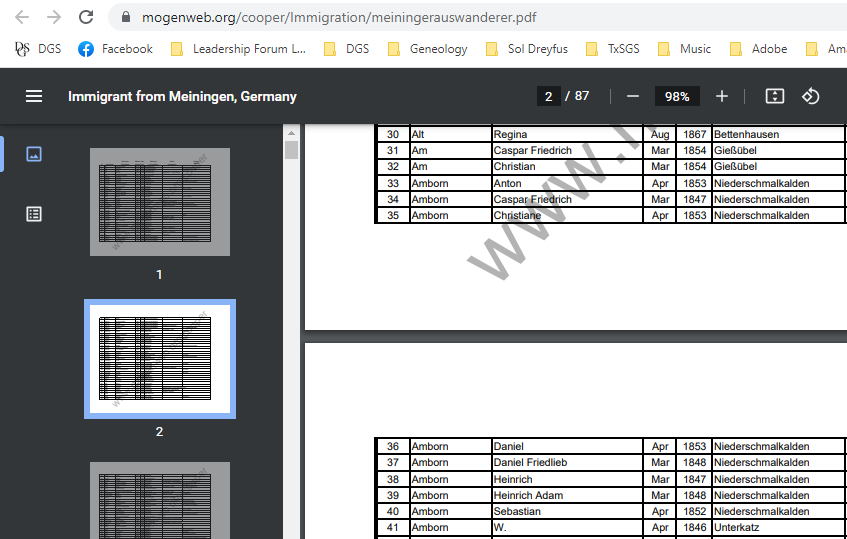 mogenweb.org/cooper/Immigration/meiningerauswanderer.pdf
DGS Facebook Leadership Forum L... DGS Geneology Sol Dreyfus TxSGS Music Adobe Ama
Immigrant from Meiningen, Germany 2 / 87 98%
30 Alt Regina Aug 1867 Bettenhausen
31 Am Caspar Friedrich Mar 1854 Gießübel
32 Am Christian Mar 1854 Gießübel
33 Amborn Anton Apr 1853 Niederschmalkalden
34 Amborn Caspar Friedrich Mar 1847 Niederschmalkalden
35 Amborn Christiane Apr 1853 Niederschmalkalden
www.
1
2
36 Amborn Daniel Apr 1853 Niederschmalkalden
37 Amborn Daniel Friedlieb Mar 1848 Niederschmalkalden
38 Amborn Heinrich Mar 1847 Niederschmalkalden
39 Amborn Heinrich Adam Mar 1848 Niederschmalkalden
40 Amborn Sebastian Apr 1852 Niederschmalkalden
41 Amborn W. Apr 1846 Unterkatz